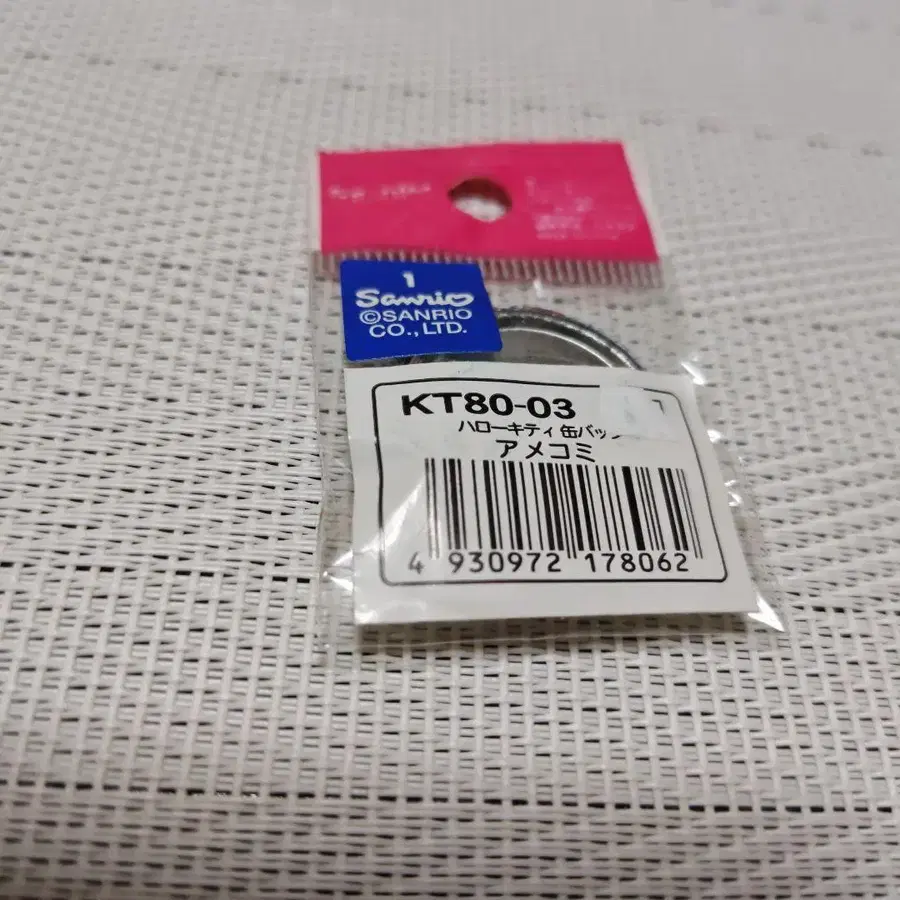 1
Sanrio
©SANRIO
CO.,LTD.
KT80-03
ハローキティ 缶バッ
アメコミ
4 930972 178062